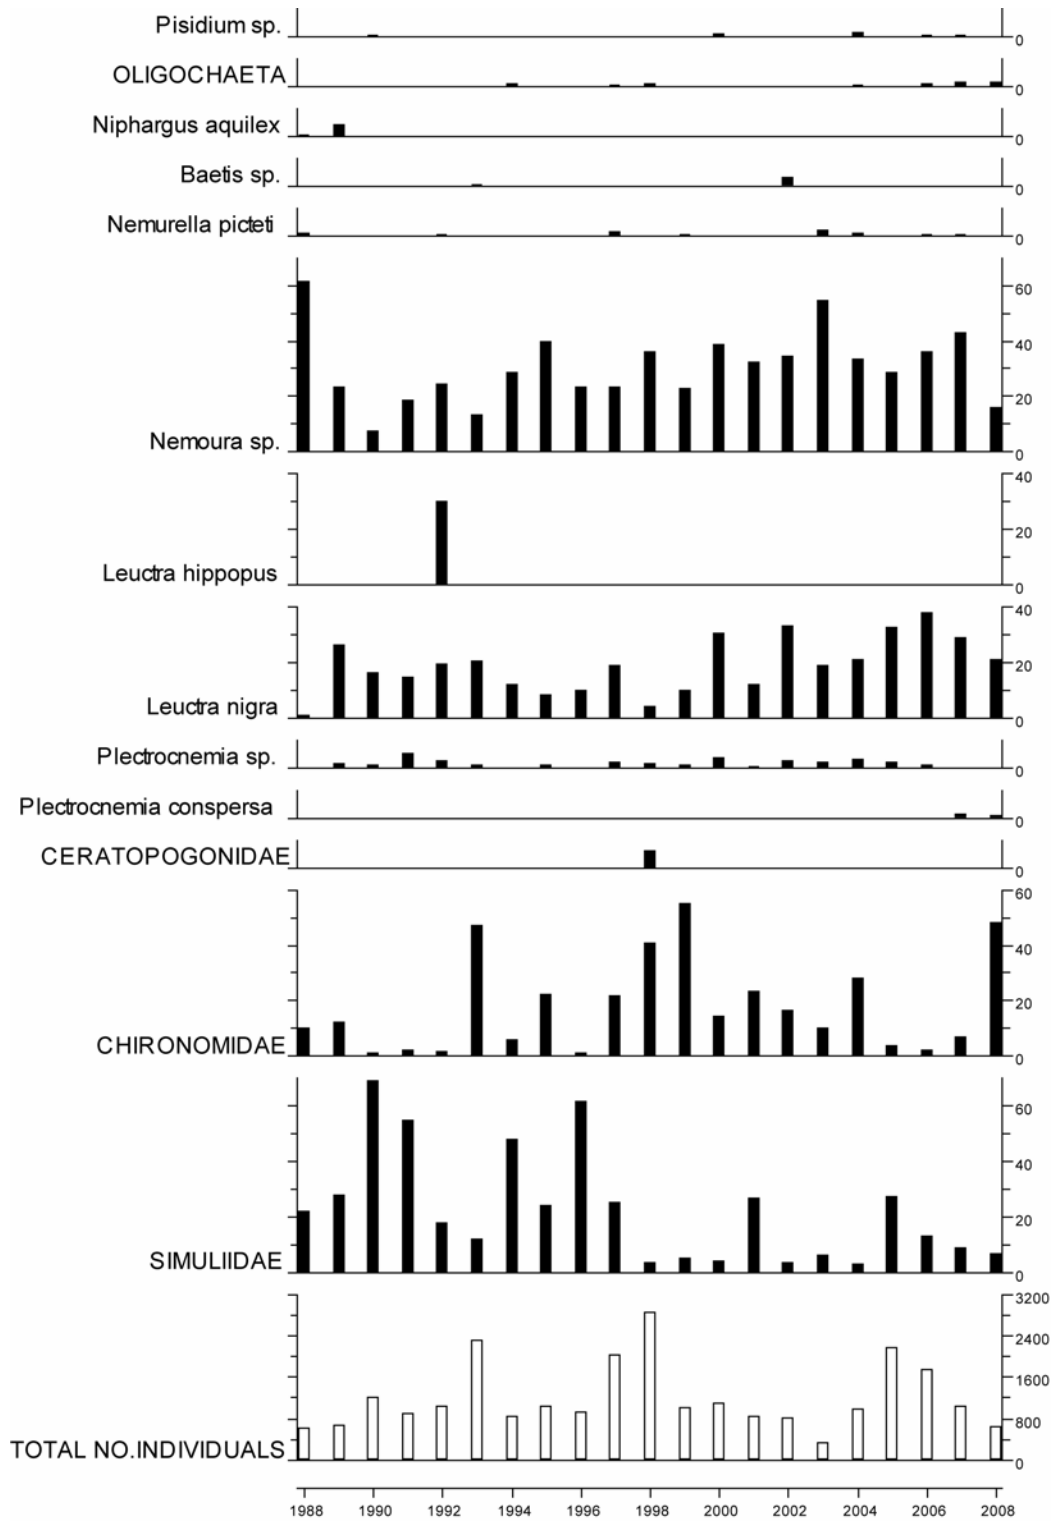 Pisidium sp.
0
OLIGOCHAETA
0
Niphargus aquilex
0
Baetis sp.
0
Nemurella picteti
0
60
40
20
Nemoura sp.
0
40
20
Leuctra hippopus
0
40
20
Leuctra nigra
0
Plectrocnemia sp.
0
Plectrocnemia conspersa
0
CERATOPOGONIDAE
0
60
40
20
CHIRONOMIDAE
0
60
40
20
SIMULIIDAE
0
3200
2400
1600
800
TOTAL NO.INDIVIDUALS
0
1988 1990 1992 1994 1996 1998 2000 2002 2004 2006 2008